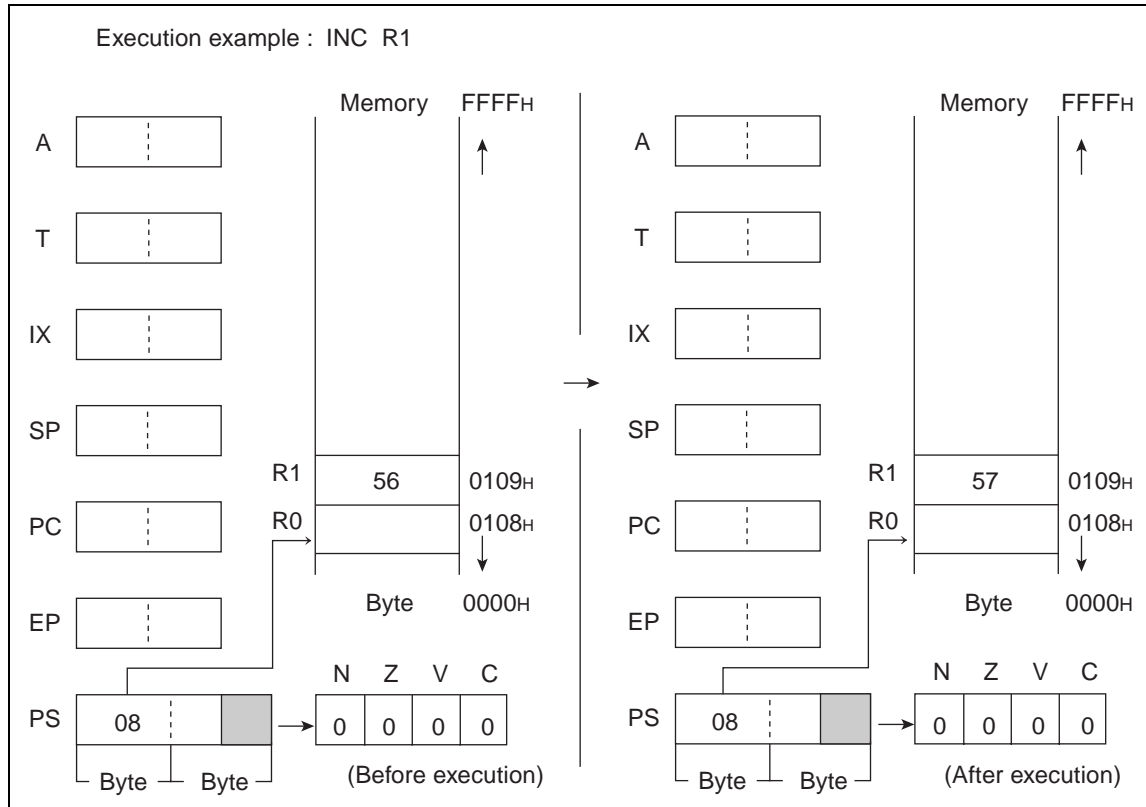 Execution example : INC R1
Memory FFFFH
A
T
IX
SP
R1 56 0109H
PC R0 0108H
Byte 0000H
EP
N Z V C
PS 08 0 0 0 0
Byte Byte (Before execution)
Memory FFFFH
A
T
IX
SP
R1 57 0109H
PC R0 0108H
Byte 0000H
EP
N Z V C
PS 08 0 0 0 0
Byte Byte (After execution)